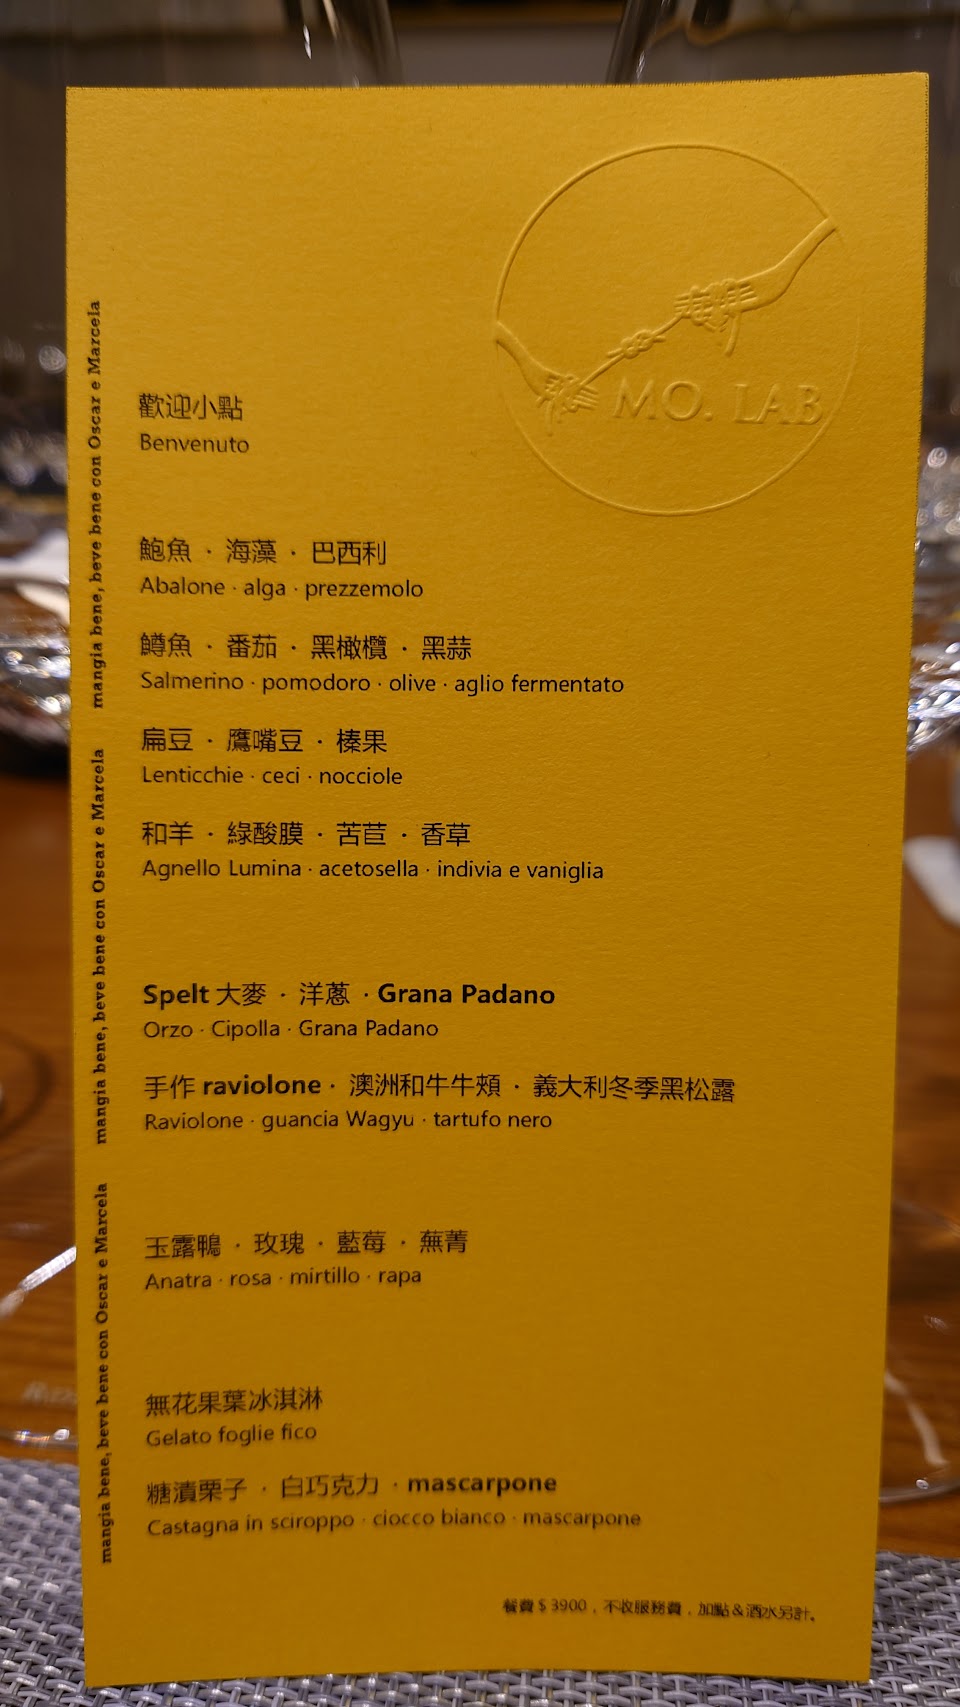 MO. LAB
歡迎小點
Benvenuto
鮑魚 · 海藻 · 巴西利
Abalone · alga · prezzemolo
鱒魚 · 番茄 · 黑橄欖 · 黑蒜
Salmerino · pomodoro · olive · aglio fermentato
扁豆 · 鷹嘴豆 · 榛果
Lenticchie · ceci · nocciole
和羊 · 綠酸膜 · 苦苣 · 香草
Agnello Lumina · acetosella · indivia e vaniglia
Spelt 大麥 · 洋蔥 · Grana Padano
Orzo · Cipolla · Grana Padano
手作 raviolone · 澳洲和牛牛頰 · 義大利冬季黑松露
Raviolone · guancia Wagyu · tartufo nero
玉露鴨 · 玫瑰 · 藍莓 · 蕪菁
Anatra · rosa · mirtillo · rapa
無花果葉冰淇淋
Gelato foglie fico
糖漬栗子 · 白巧克力 · mascarpone
Castagna in sciroppo · ciocco bianco · mascarpone
餐費 $ 3900，不收服務費，加點＆酒水另計。
mangia bene, beve bene con Oscar e Marcela
mangia bene, beve bene con Oscar e Marcela
mangia bene, beve bene con Oscar e Marcela